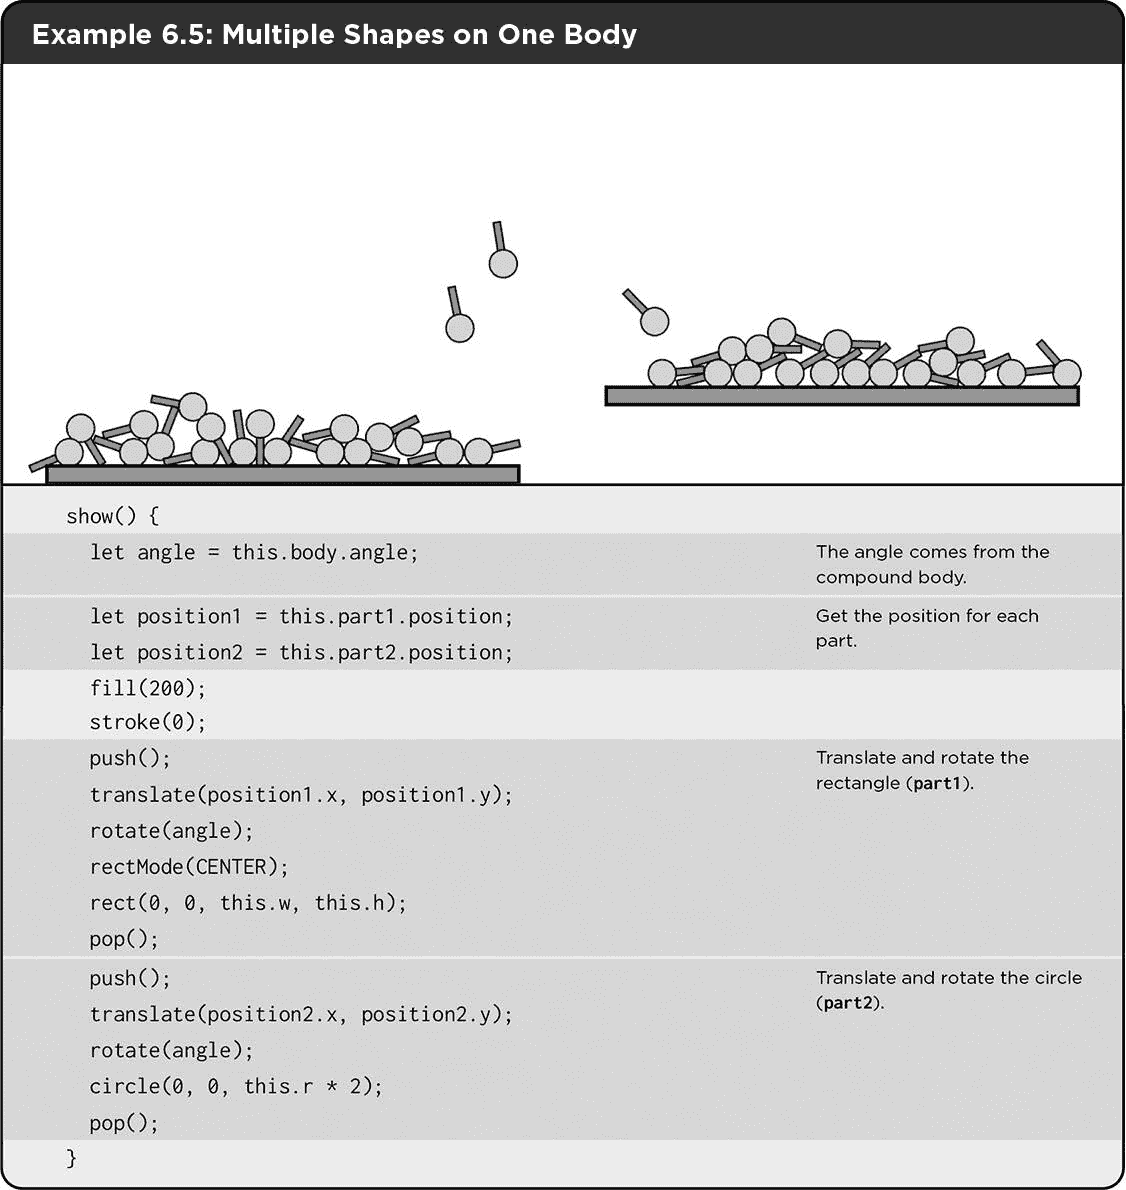 Example 6.5: Multiple Shapes on One Body
show() {
let angle = this.body.angle;
The angle comes from the
compound body.
let position1 = this.part1.position;
let position2 = this.part2.position;
Get the position for each
part.
fill(200);
stroke(0);
push();
translate(position1.x, position1.y);
rotate(angle);
rectMode(CENTER);
rect(0, 0, this.w, this.h);
pop();
Translate and rotate the
rectangle (part1).
push();
translate(position2.x, position2.y);
rotate(angle);
circle(0, 0, this.r * 2);
pop();
Translate and rotate the circle
(part2).
}